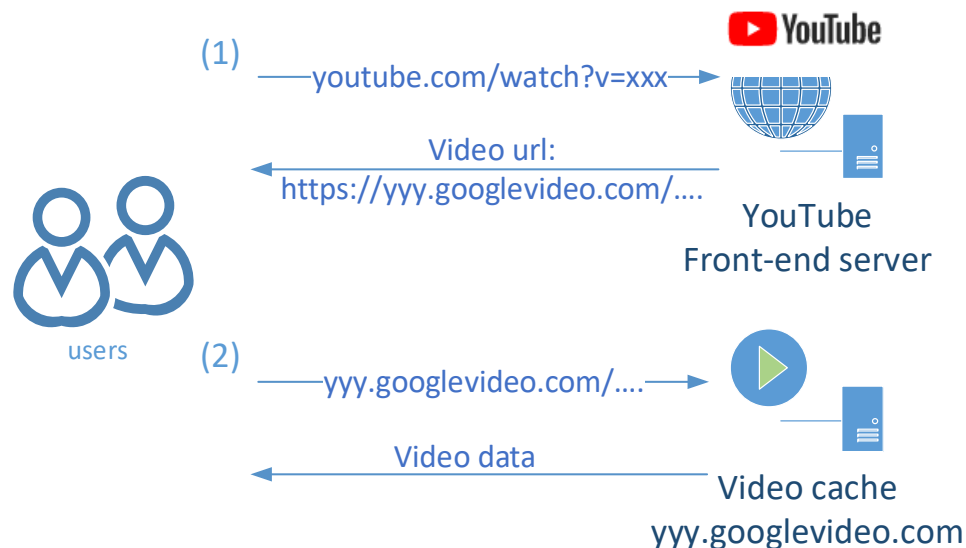 YouTube
(1)
youtube.com/watch?v=xxx
Video url:
https://yyy.googlevideo.com/....
YouTube
Front-end server
users
(2)
yyy.googlevideo.com/....
Video data
Video cache
yyy.googlevideo.com